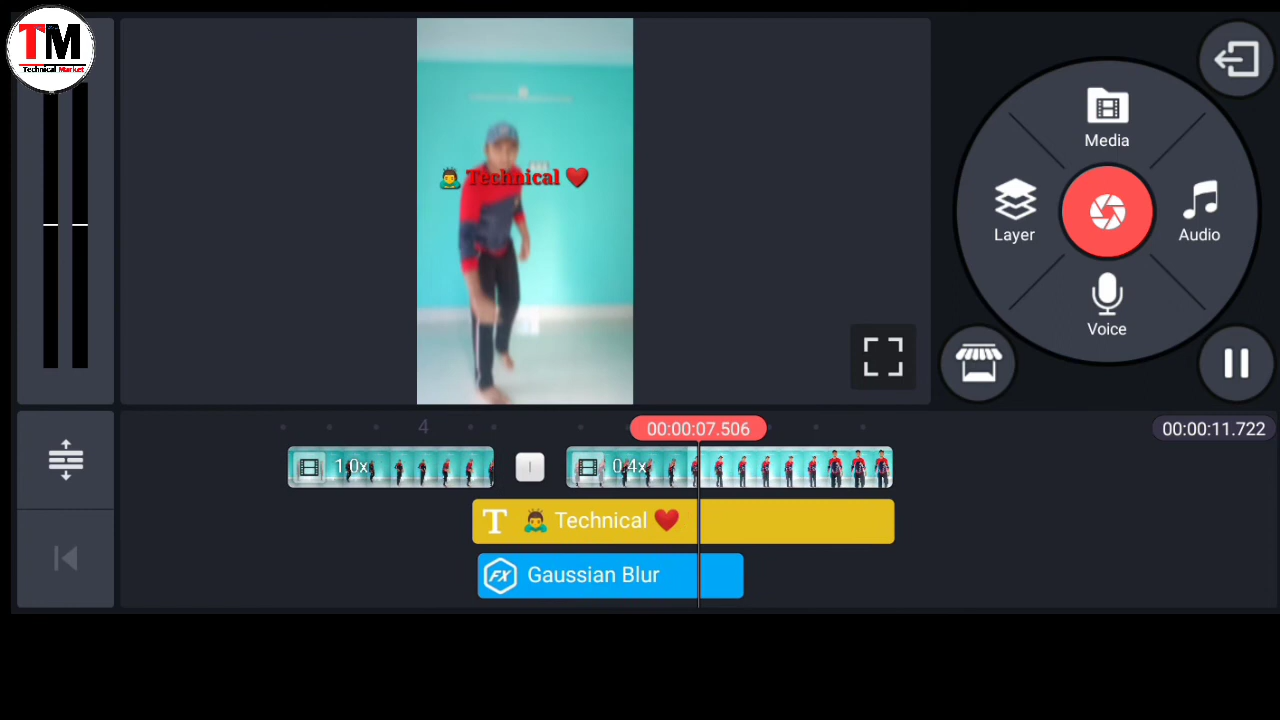 TM
Technical Market
🙇‍♂️ Technical ❤️
Media
Layer
Audio
Voice
4
00:00:07.506
00:00:11.722
1.0x
0.4x
T 🙇‍♂️ Technical ❤️
FX Gaussian Blur